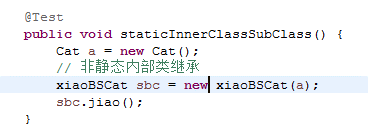 @Test
public void staticInnerClassSubClass() {
Cat a = new Cat();
// 非静态内部类继承
xiaoBSCat sbc = new xiaoBSCat(a);
sbc.jiao();
}